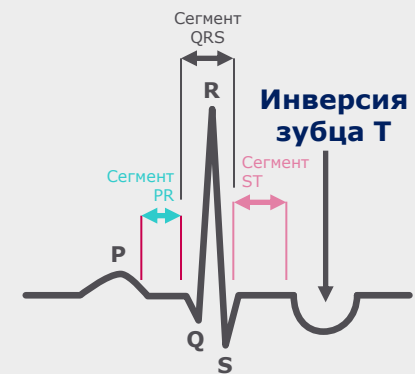 Сегмент
QRS
R
Инверсия
зубца Т
Сегмент
PR
Сегмент
ST
P
Q
S